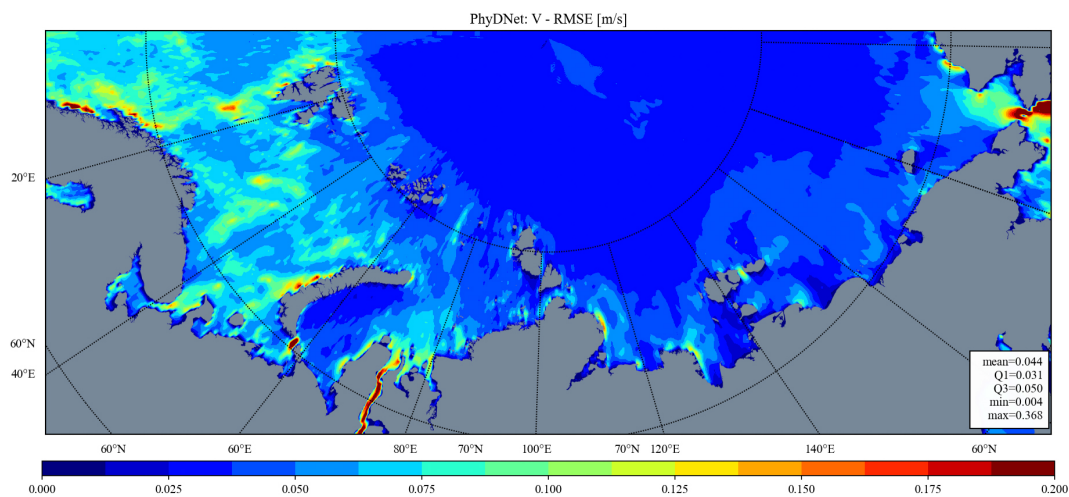 PhyDNet: V - RMSE [m/s]
20°E
60°N
40°E
mean=0.044
Q1=0.031
Q3=0.050
min=0.004
max=0.368
60°N 60°E 80°E 70°N 100°E 70°N 120°E 140°E 60°N
0.000 0.025 0.050 0.075 0.100 0.125 0.150 0.175 0.200